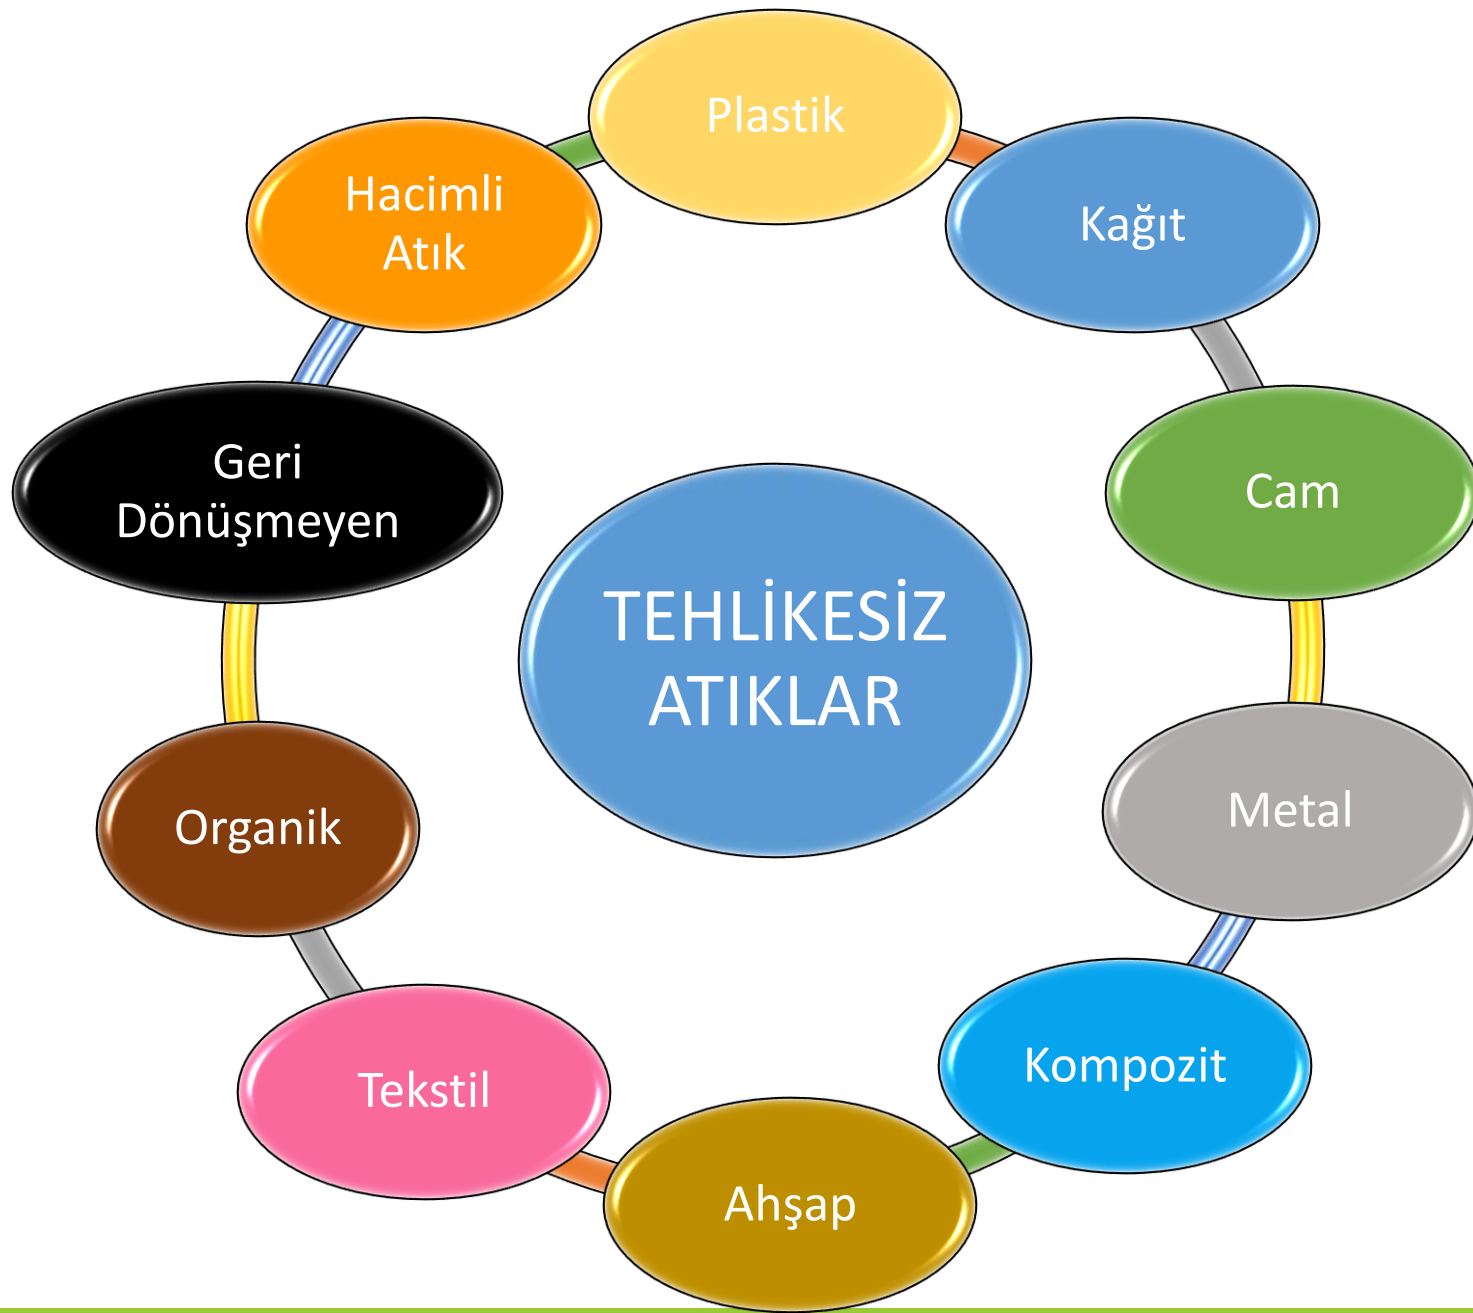 Plastik
Kağıt
Cam
Metal
Kompozit
Ahşap
Tekstil
Organik
Geri
Dönüşmeyen
Hacimli
Atık
TEHLİKESİZ
ATIKLAR